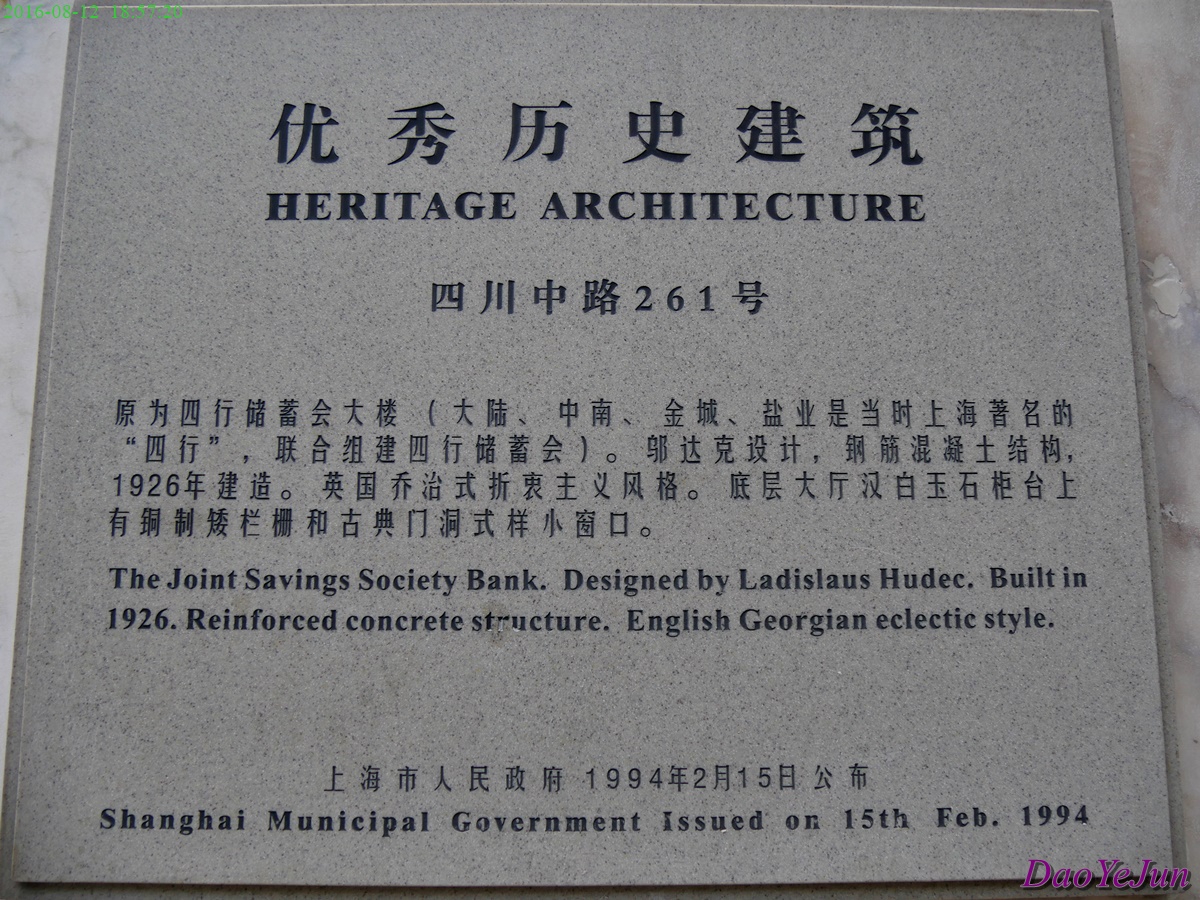 2016-08-12 18:57:20
优秀历史建筑
HERITAGE ARCHITECTURE
四川中路261号
原为四行储蓄会大楼（大陆、中南、金城、盐业是当时上海著名的
“四行”，联合组建四行储蓄会）。邬达克设计，钢筋混凝土结构，
1926年建造。英国乔治式折衷主义风格。底层大厅汉白玉石柜台上
有铜制矮栏栅和古典门洞式样小窗口。
The Joint Savings Society Bank. Designed by Ladislaus Hudec. Built in
1926. Reinforced concrete structure. English Georgian eclectic style.
上海市人民政府 1994年2月15日公布
Shanghai Municipal Government Issued on 15th Feb. 1994
DaoYeJun